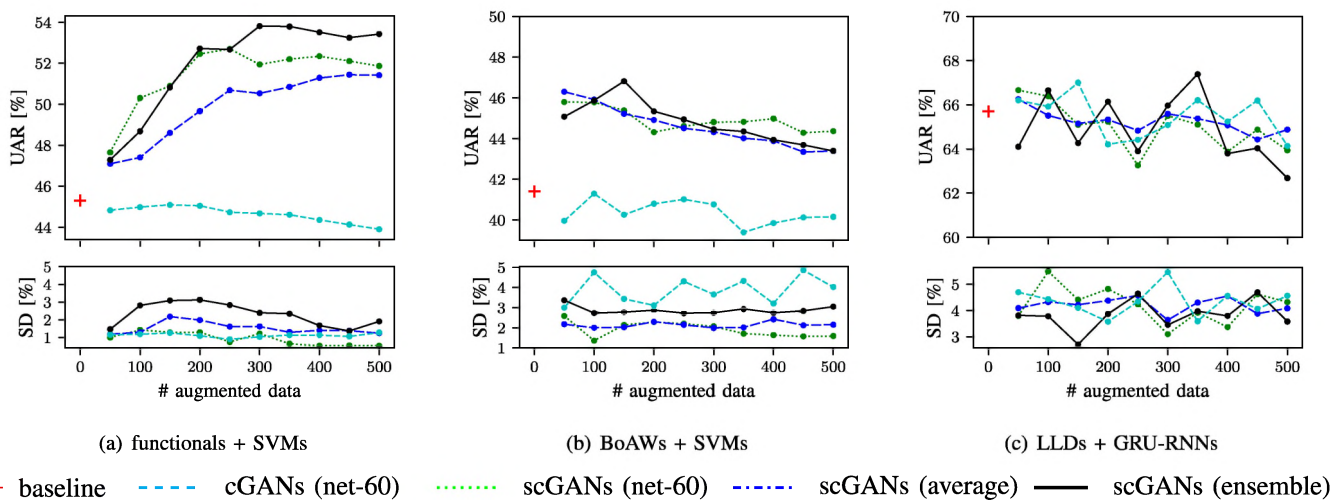 54
52
50
48
46
44
UAR [%]
5
4
3
2
1
SD [%]
0 100 200 300 400 500
# augmented data
(a) functionals + SVMs
50
48
46
44
42
40
UAR [%]
5
4
3
2
1
SD [%]
0 100 200 300 400 500
# augmented data
(b) BoAWs + SVMs
70
68
66
64
62
60
UAR [%]
5
4
3
SD [%]
0 100 200 300 400 500
# augmented data
(c) LLDs + GRU-RNNs
baseline cGANs (net-60) scGANs (net-60) scGANs (average) scGANs (ensemble)